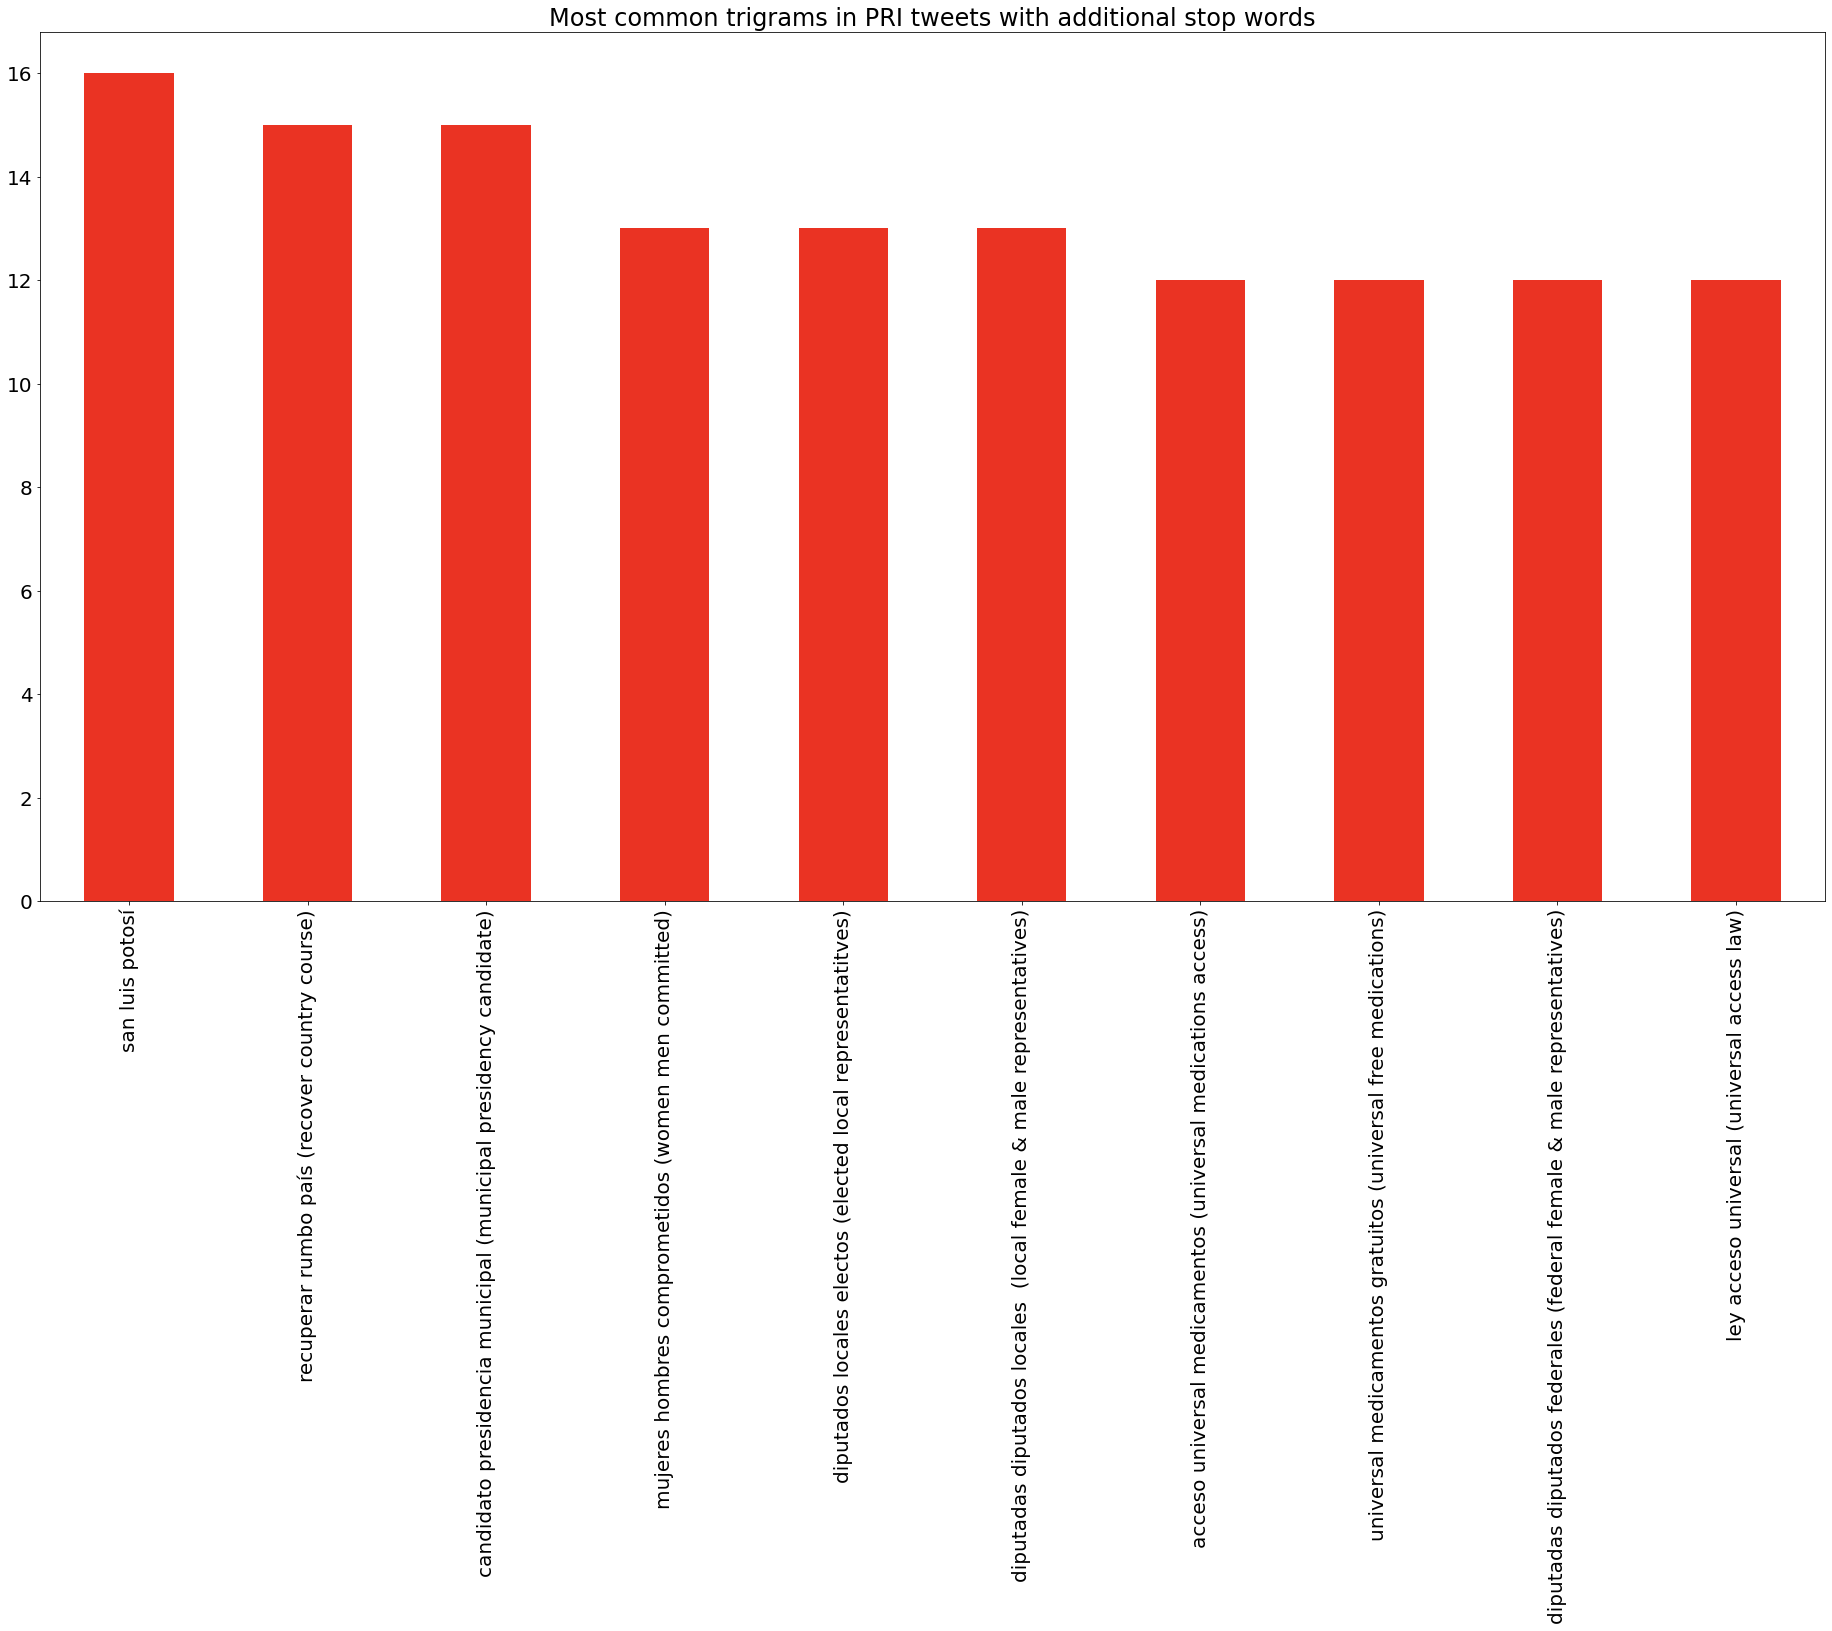 Most common trigrams in PRI tweets with additional stop words
16
14
12
10
8
6
4
2
0
san luis potosí
recuperar rumbo país (recover country course)
candidato presidencia municipal (municipal presidency candidate)
mujeres hombres comprometidos (women men committed)
diputados locales electos (elected local representatitves)
diputadas diputados locales  (local female & male representatives)
acceso universal medicamentos (universal medications access)
universal medicamentos gratuitos (universal free medications)
diputadas diputados federales (federal female & male representatives)
ley acceso universal (universal access law)